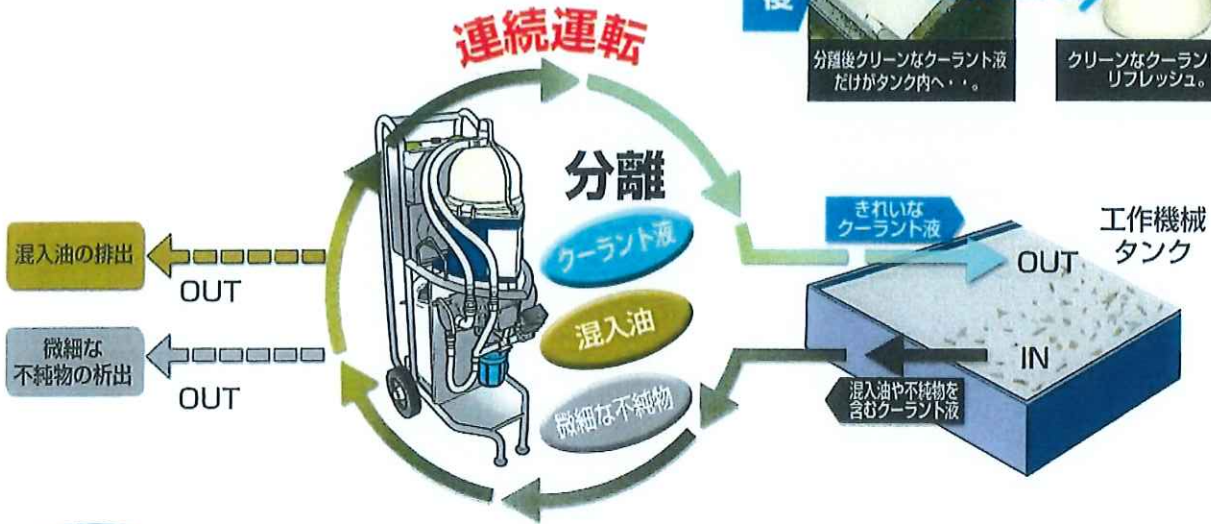 連続運転
後
分離後クリーンなクーラント液
だけがタンク内へ・・。
クリーンなクーラン
リフレッシュ。
分離
クーラント液
混入油
微細な不純物
混入油の排出
OUT
微細な
不純物の析出
OUT
きれいな
クーラント液
工作機械
タンク
OUT
IN
混入油や不純物を
含むクーラント液